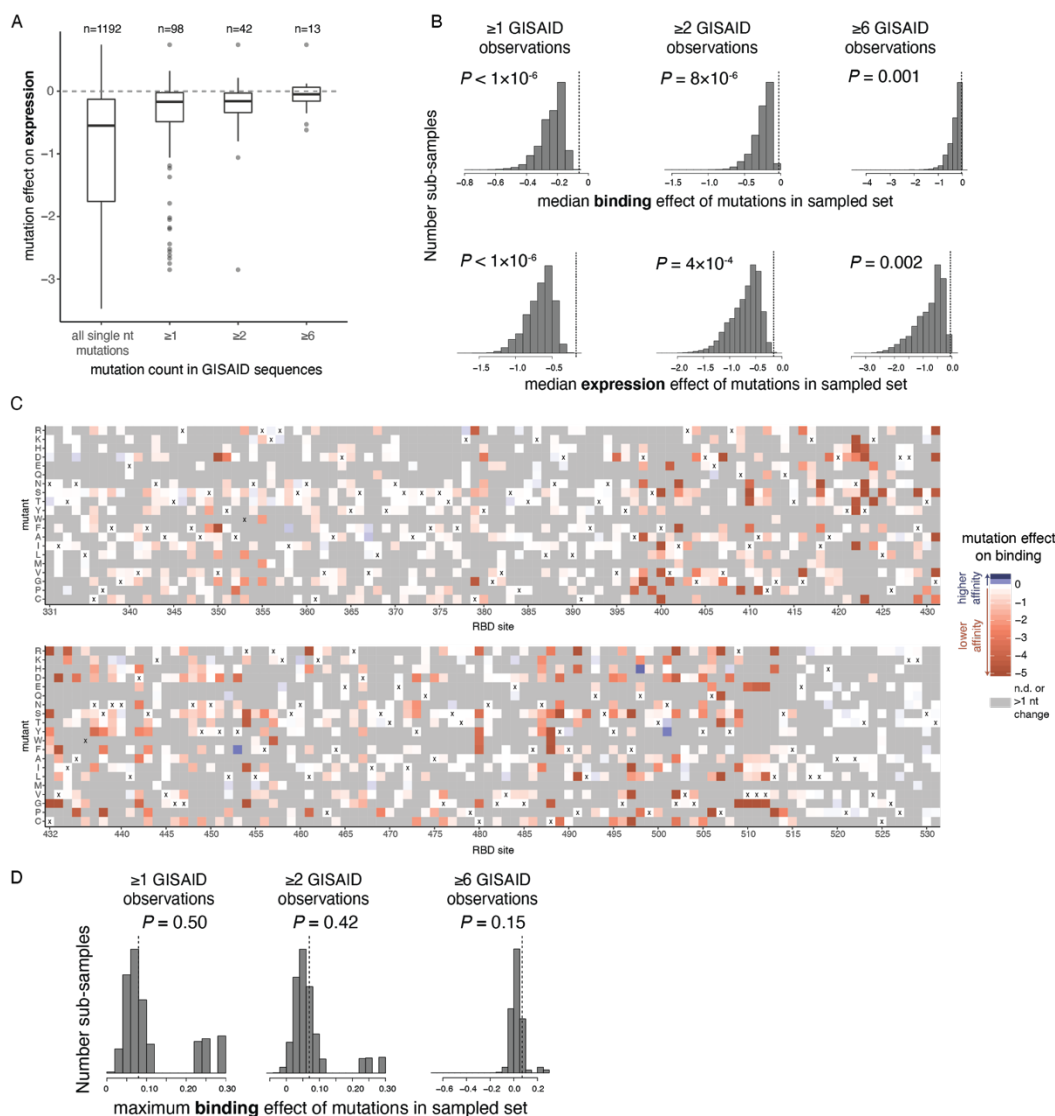 A
n=1192 n=98 n=42 n=13
mutation effect on expression
0
−1
−2
−3
all single nt
mutations
≥1 ≥2 ≥6
mutation count in GISAID sequences
B
≥1 GISAID
observations
≥2 GISAID
observations
≥6 GISAID
observations
P < 1×10-6
P = 8×10-6
P = 0.001
Number sub-samples
-0.8 -0.6 -0.4 -0.2 0
-1.5 -1.0 -0.5 0
-4 -3 -2 -1 0
median binding effect of mutations in sampled set
P < 1×10-6
P = 4×10-4
P = 0.002
-1.5 -1.0 -0.5
-2.0 -1.5 -1.0 -0.5 0.0
-3.0 -2.0 -1.0 0.0
median expression effect of mutations in sampled set
C
mutant
R
K
H
D
E
Q
N
S
T
Y
W
F
A
I
L
M
V
G
P
C
331 340 345 350 355 360 365 370 375 380 385 390 395 400 405 410 415 420 425 430
RBD site
mutant
R
K
H
D
E
Q
N
S
T
Y
W
F
A
I
L
M
V
G
P
C
432 440 445 450 455 460 465 470 475 480 485 490 495 500 505 510 515 520 525 530
RBD site
mutation effect
on binding
higher
affinity
lower
affinity
0
−1
−2
−3
−4
−5
n.d. or
>1 nt
change
D
≥1 GISAID
observations
P = 0.50
≥2 GISAID
observations
P = 0.42
≥6 GISAID
observations
P = 0.15
Number sub-samples
0 0.10 0.20 0.30
0 0.10 0.20 0.30
-0.6 -0.4 -0.2 0.0 0.2
maximum binding effect of mutations in sampled set